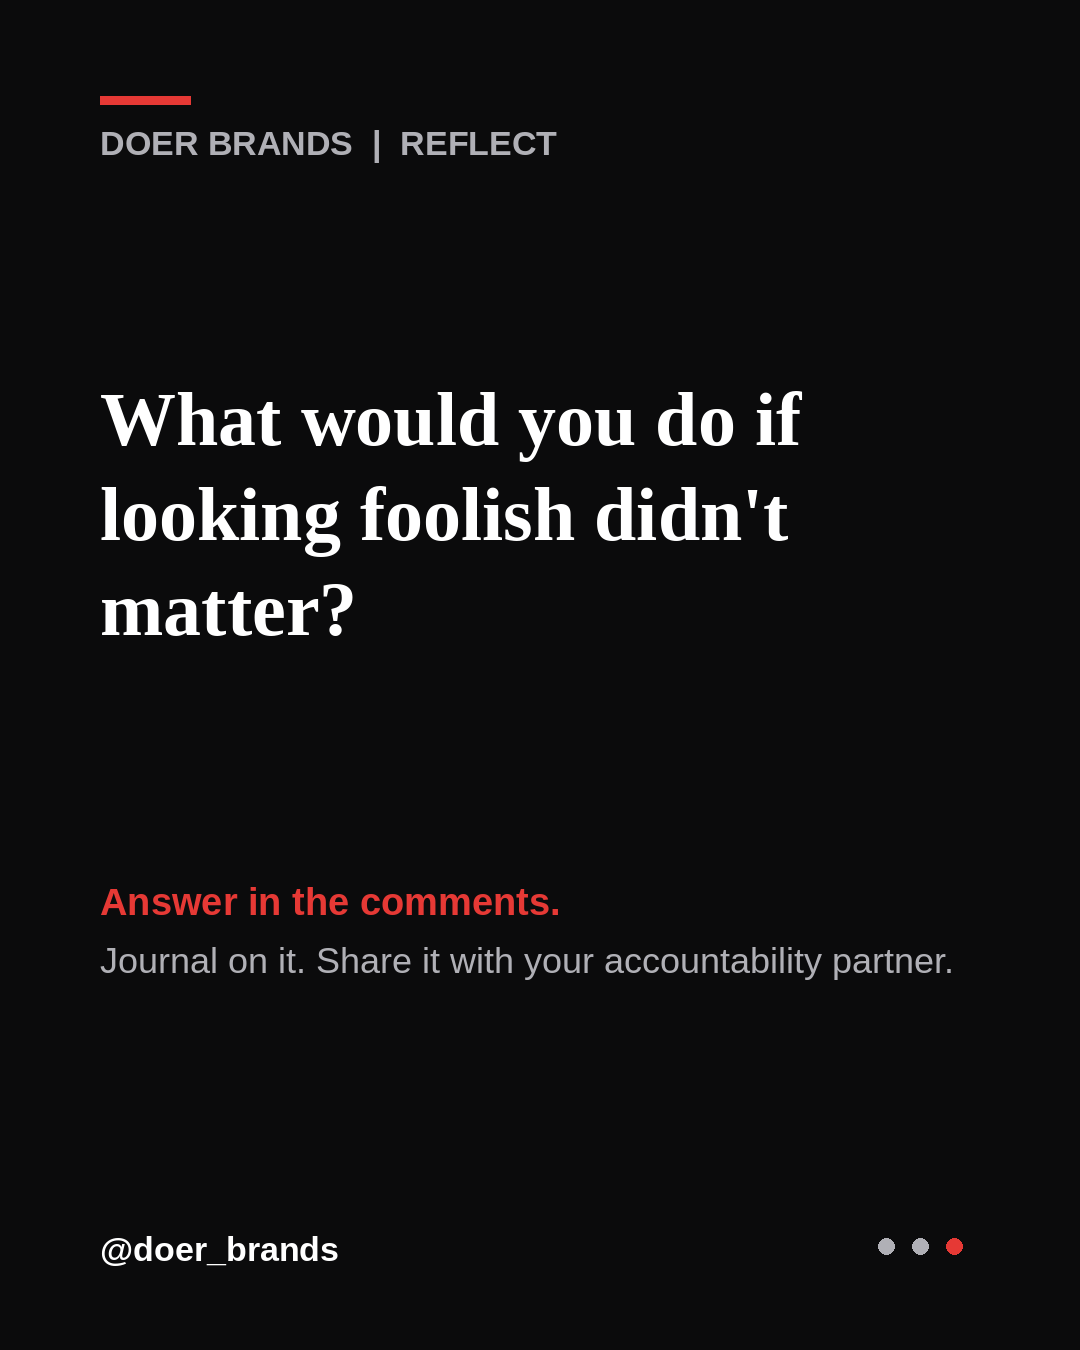 DOER BRANDS | REFLECT
What would you do if
looking foolish didn't
matter?
Answer in the comments.
Journal on it. Share it with your accountability partner.
@doer_brands